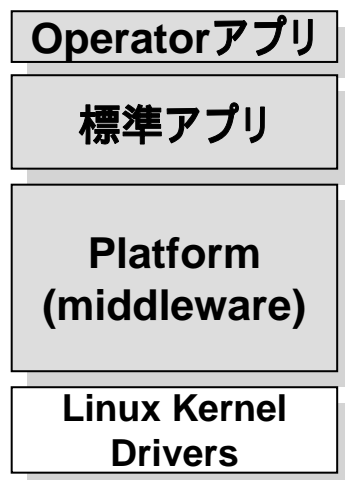 Operatorアプリ
標準アプリ
Platform
(middleware)
Linux Kernel
Drivers